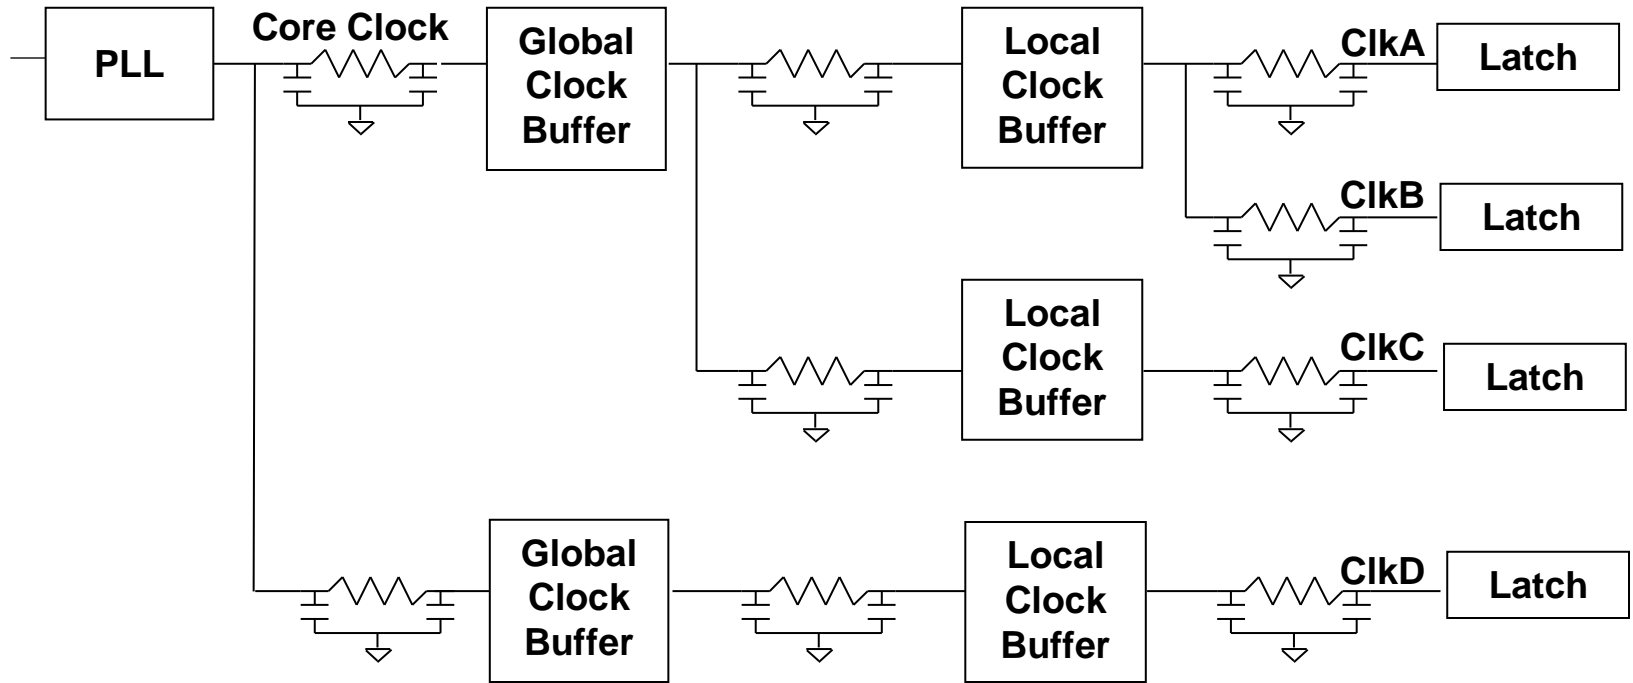 PLL
Core Clock
Global
Clock
Buffer
Local
Clock
Buffer
ClkA
Latch
ClkB
Latch
Local
Clock
Buffer
ClkC
Latch
Global
Clock
Buffer
Local
Clock
Buffer
ClkD
Latch